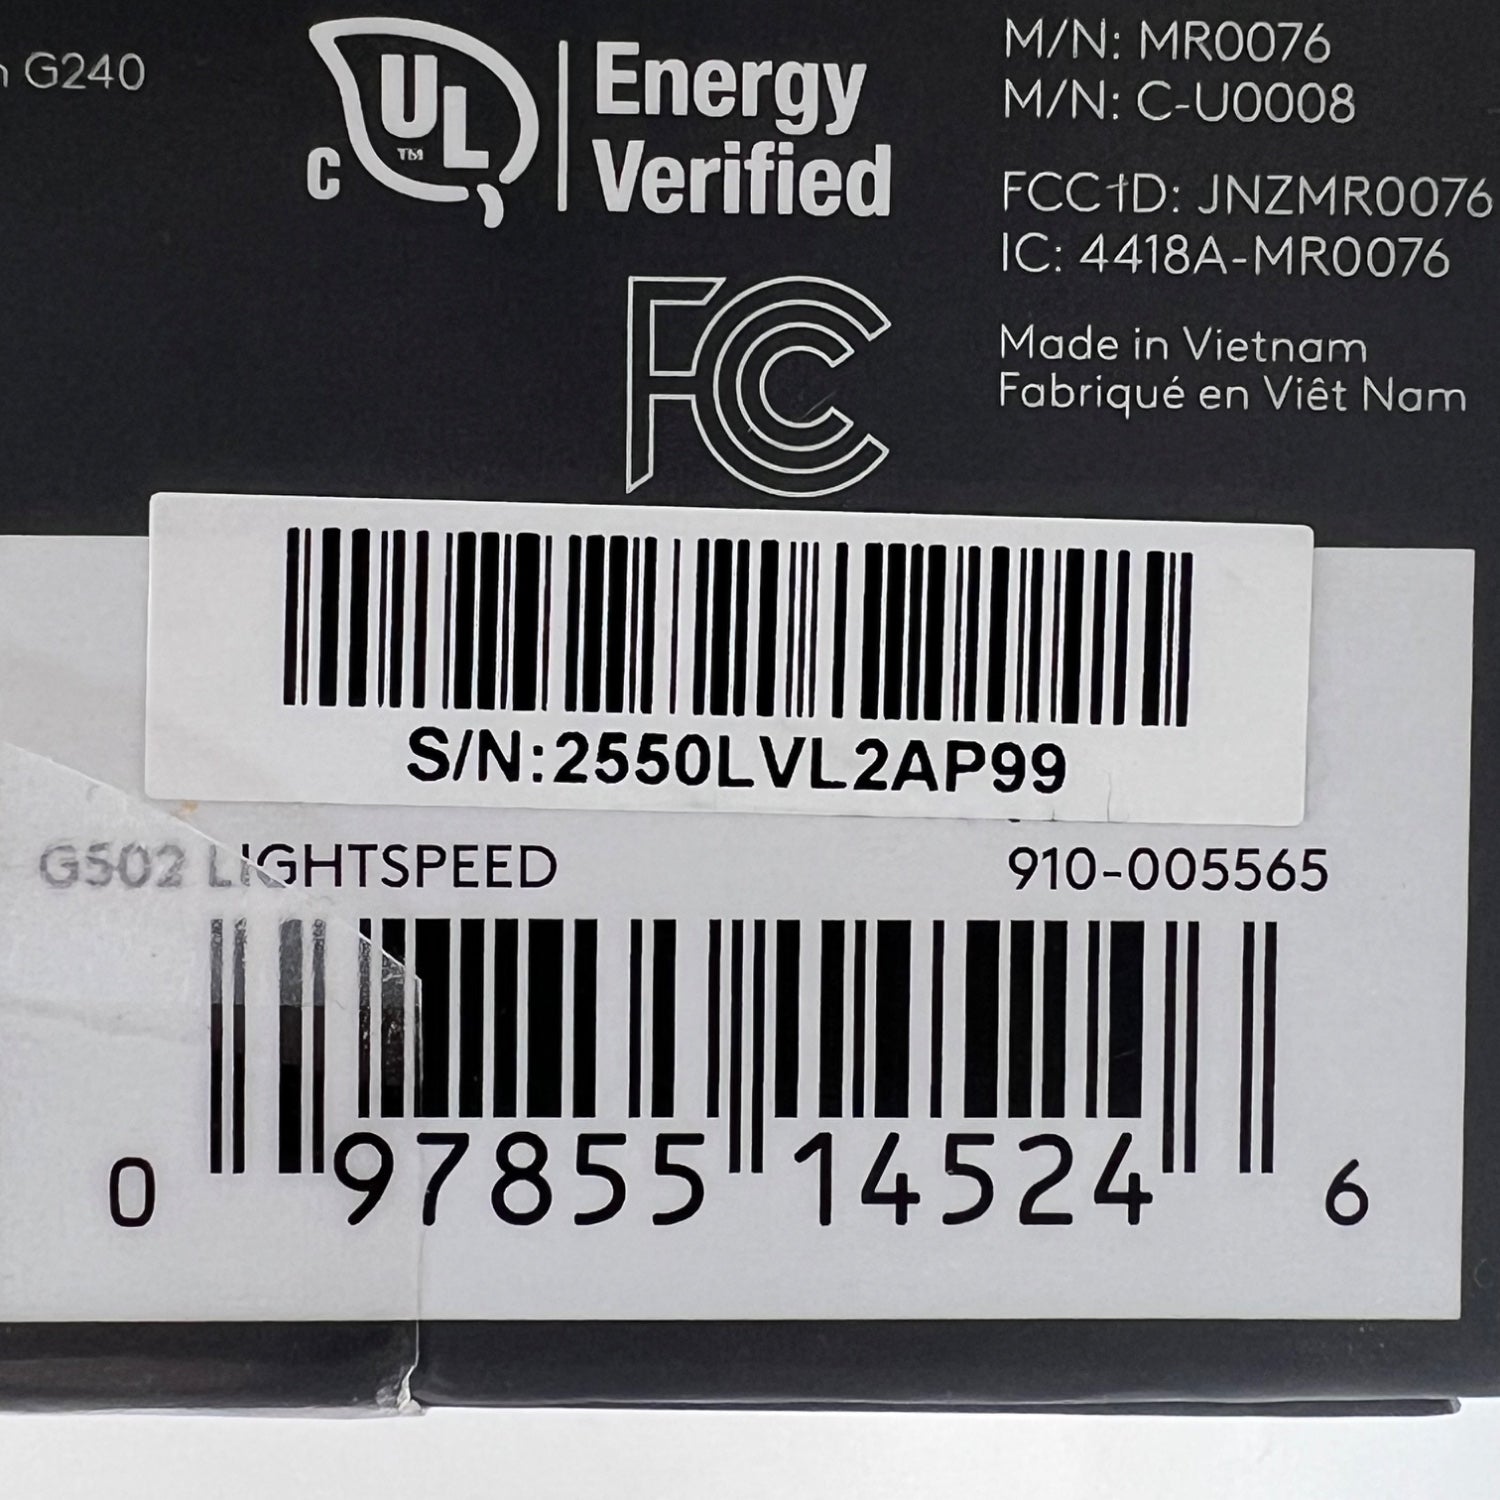 G240
C UL TM
Energy
Verified
FC
M/N: MR0076
M/N: C-U0008
FCC ID: JNZMR0076
IC: 4418A-MR0076
Made in Vietnam
Fabriqué en Viêt Nam
S/N:2550LVL2AP99
G502 LIGHTSPEED 910-005565
0 97855 14524 6